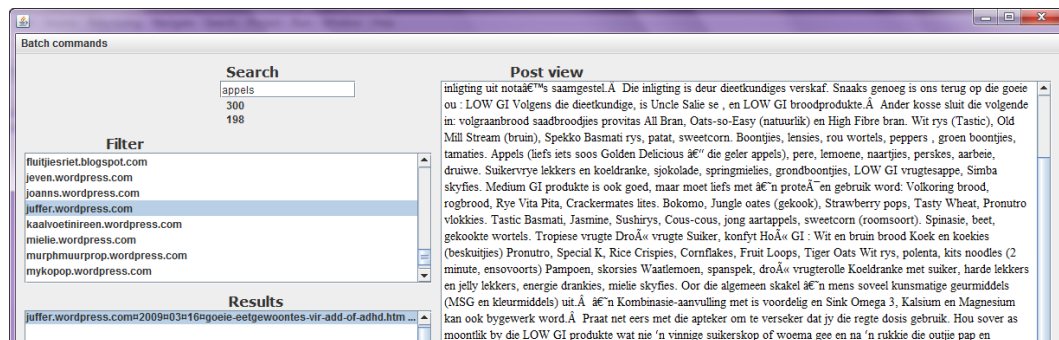 Batch commands
Search
appels
300
198
Filter
fluitjiesriet.blogspot.com
jeven.wordpress.com
joanns.wordpress.com
juffer.wordpress.com
kaalvoetinireen.wordpress.com
mielie.wordpress.com
murphmuurprop.wordpress.com
mykopop.wordpress.com
Results
juffer.wordpress.com¤2009¤03¤16¤goeie-eetgewoontes-vir-add-of-adhd.htm ...
Post view
inligting uit notaâ€™s saamgestel.Â Die inligting is deur dieetkundiges verskaf. Snaaks genoeg is ons terug op die goeie
ou : LOW GI Volgens die dieetkundige, is Uncle Salie se , en LOW GI broodprodukte.Â Ander kosse sluit die volgende
in: volgraanbrood saadbroodjies provitas All Bran, Oats-so-Easy (natuurlik) en High Fibre bran. Wit rys (Tastic), Old
Mill Stream (bruin), Spekko Basmati rys, patat, sweetcorn. Boontjies, lensies, rou wortels, peppers , groen boontjies,
tamaties. Appels (liefs iets soos Golden Delicious â€“ die geler appels), pere, lemoene, naartjies, perskes, aarbeie,
druiwe. Suikervrye lekkers en koeldranke, sjokolade, springmielies, grondboontjies, LOW GI vrugtesappe, Simba
skyfies. Medium GI produkte is ook goed, maar moet liefs met â€˜n proteÃ¯en gebruik word: Volkoring brood,
rogbrood, Rye Vita Pita, Crackermates lites. Bokomo, Jungle oates (gekook), Strawberry pops, Tasty Wheat, Pronutro
vlokkies. Tastic Basmati, Jasmine, Sushirys, Cous-cous, jong aartappels, sweetcorn (roomsoort). Spinasie, beet,
gekookte wortels. Tropiese vrugte DroÃ« vrugte Suiker, konfyt HoÃ« GI : Wit en bruin brood Koek en koekies
(beskuitjies) Pronutro, Special K, Rice Crispies, Cornflakes, Fruit Loops, Tiger Oats Wit rys, polenta, kits noodles (2
minute, ensovoorts) Pampoen, skorsies Waatlemoen, spanspek, droÃ« vrugterolle Koeldranke met suiker, harde lekkers
en jelly lekkers, energie drankies, mielie skyfies. Oor die algemeen skakel â€˜n mens soveel kunsmatige geurmiddels
(MSG en kleurmiddels) uit.Â â€˜n Kombinasie-aanvulling met is voordelig en Sink Omega 3, Kalsium en Magnesium
kan ook bygewerk word.Â Praat net eers met die apteker om te verseker dat jy die regte dosis gebruik. Hou sover as
moontlik by die LOW GI produkte wat nie ‘n vinnige suikerskop of woema gee en na ‘n rukkie die outjie pap en